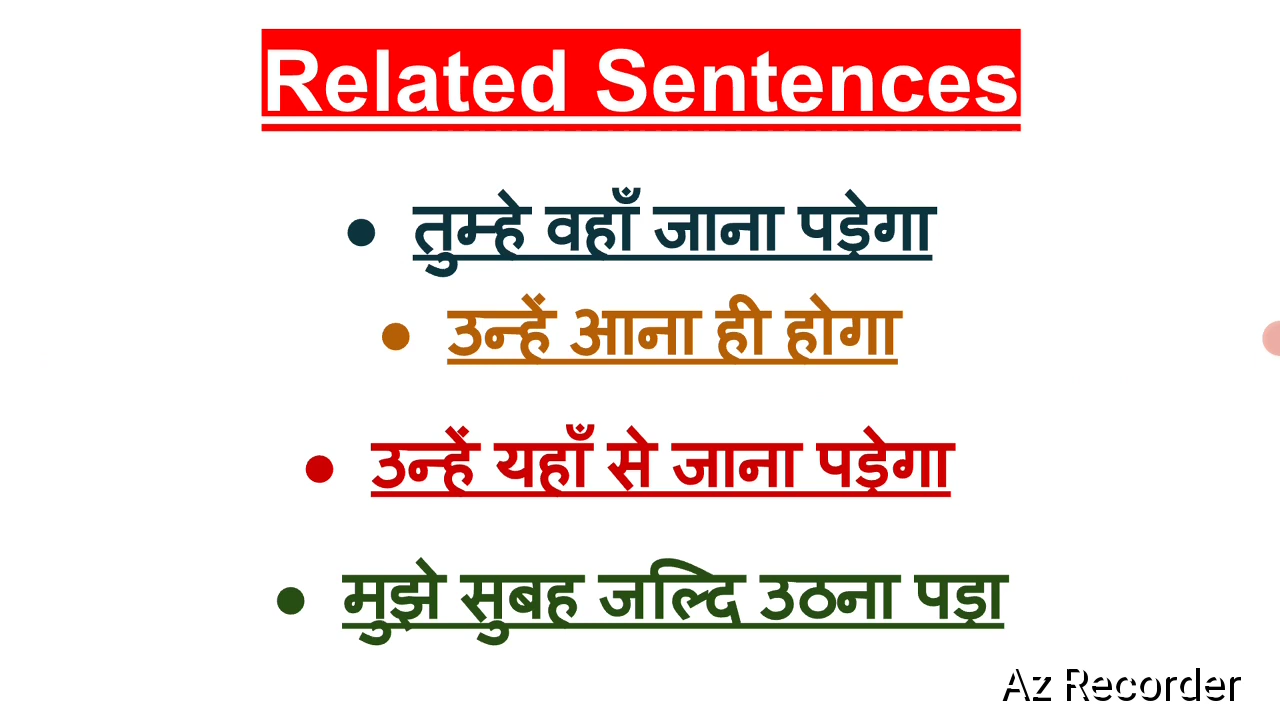 Related Sentences
● तुम्हे वहाँ जाना पड़ेगा
● उन्हें आना ही होगा
● उन्हें यहाँ से जाना पड़ेगा
● मुझे सुबह जल्दि उठना पड़ा
Az Recorder